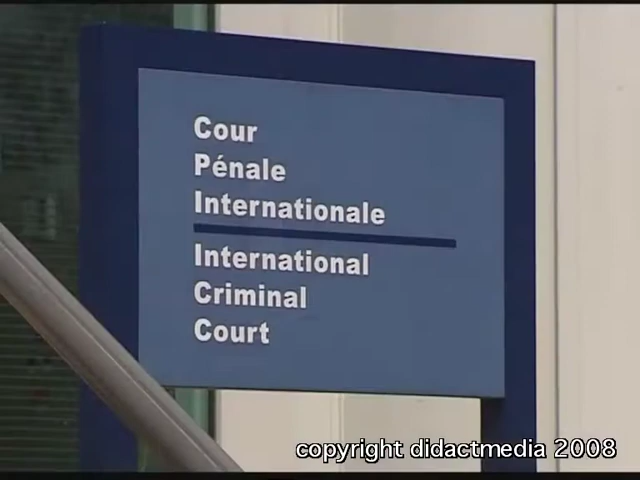 Cour
Pénale
Internationale
International
Criminal
Court
copyright didactmedia 2008